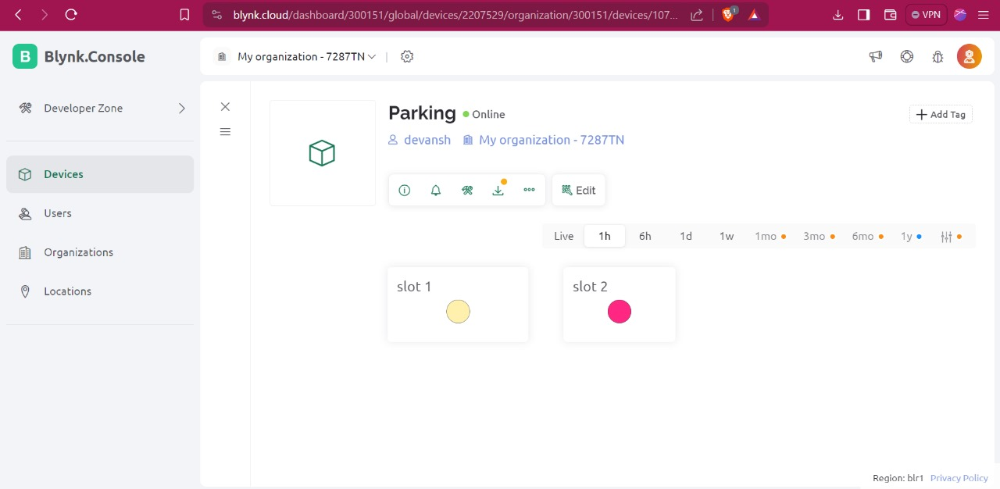 blynk.cloud/dashboard/300151/global/devices/2207529/organization/300151/devices/107...
1
VPN
B Blynk.Console
My organization - 7287TN
Developer Zone
Devices
Users
Organizations
Locations
Parking Online
Add Tag
devansh My organization - 7287TN
Edit
Live 1h 6h 1d 1w 1mo 3mo 6mo 1y
slot 1 slot 2
Region: blr1 Privacy Policy